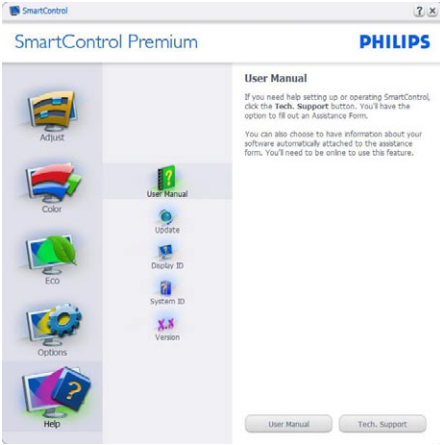 SmartControl
? x
SmartControl Premium
PHILIPS
Adjust
Color
Eco
Options
Help
User Manual
Update
Display ID
System ID
X.X
Version
User Manual
If you need help setting up or operating SmartControl,
click the Tech. Support button. You'll have the
option to fill out an Assistance Form.
You can also choose to have information about your
software automatically attached to the assistance
form. You'll need to be online to use this feature.
User Manual
Tech. Support